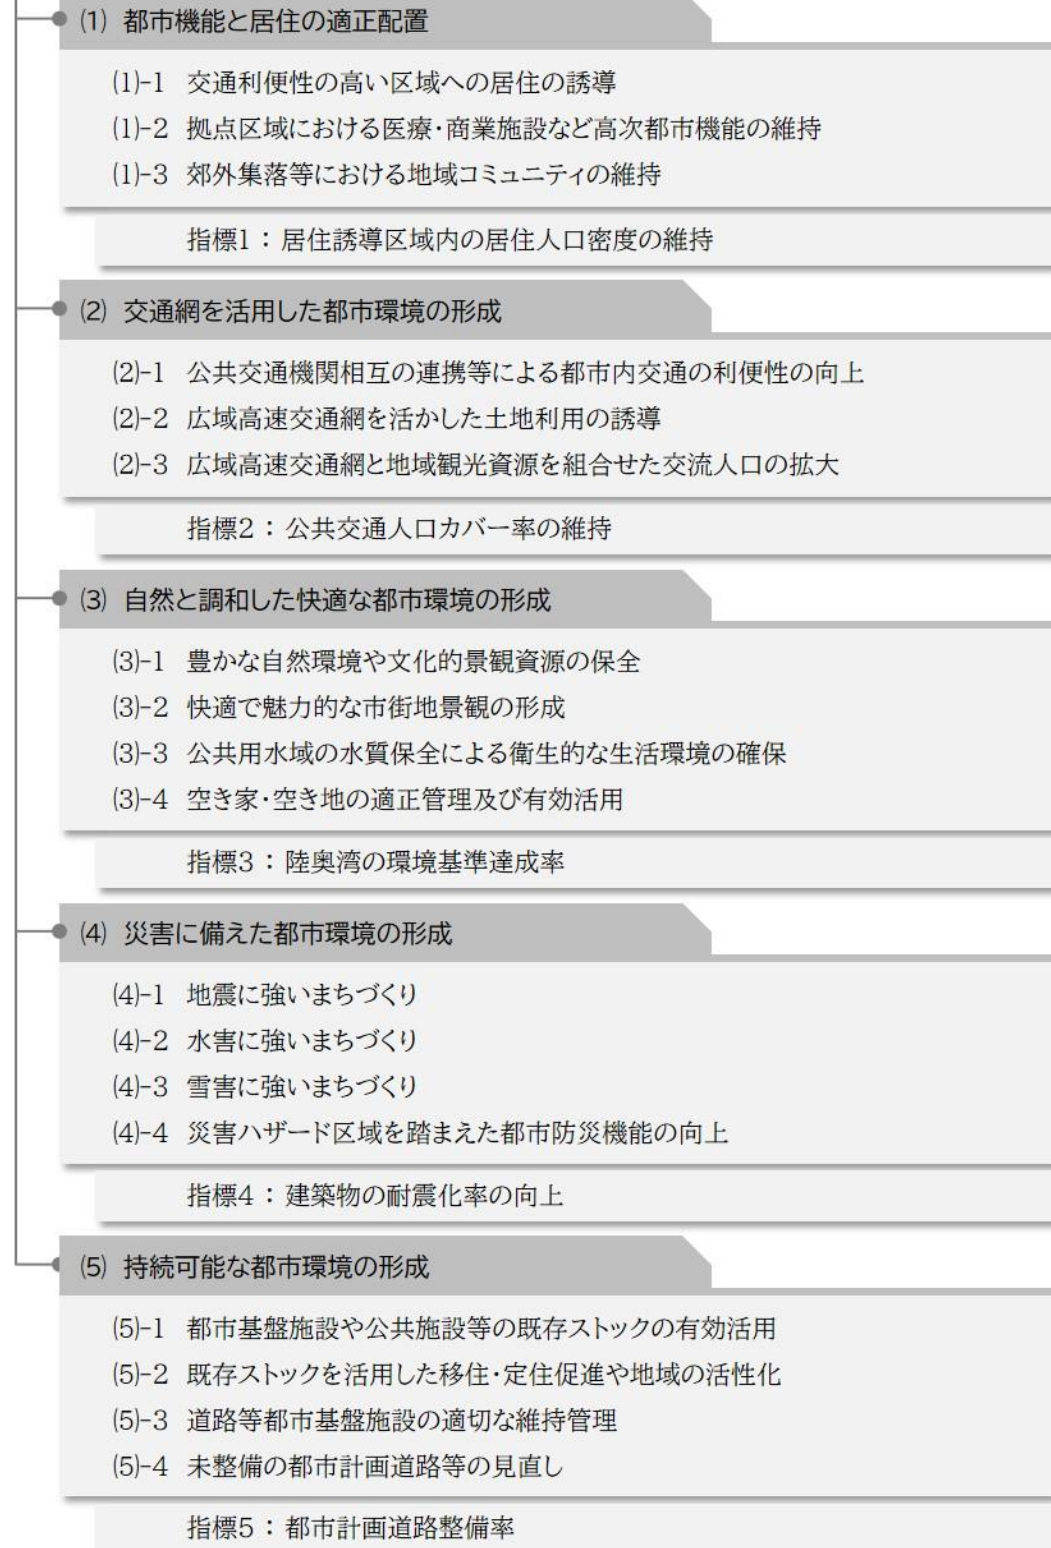 (1) 都市機能と居住の適正配置
(1)-1 交通利便性の高い区域への居住の誘導
(1)-2 拠点区域における医療・商業施設など高次都市機能の維持
(1)-3 郊外集落等における地域コミュニティの維持
指標1：居住誘導区域内の居住人口密度の維持
(2) 交通網を活用した都市環境の形成
(2)-1 公共交通機関相互の連携等による都市内交通の利便性の向上
(2)-2 広域高速交通網を活かした土地利用の誘導
(2)-3 広域高速交通網と地域観光資源を組合せた交流人口の拡大
指標2：公共交通人口カバー率の維持
(3) 自然と調和した快適な都市環境の形成
(3)-1 豊かな自然環境や文化的景観資源の保全
(3)-2 快適で魅力的な市街地景観の形成
(3)-3 公共用水域の水質保全による衛生的な生活環境の確保
(3)-4 空き家・空き地の適正管理及び有効活用
指標3：陸奥湾の環境基準達成率
(4) 災害に備えた都市環境の形成
(4)-1 地震に強いまちづくり
(4)-2 水害に強いまちづくり
(4)-3 雪害に強いまちづくり
(4)-4 災害ハザード区域を踏まえた都市防災機能の向上
指標4：建築物の耐震化率の向上
(5) 持続可能な都市環境の形成
(5)-1 都市基盤施設や公共施設等の既存ストックの有効活用
(5)-2 既存ストックを活用した移住・定住促進や地域の活性化
(5)-3 道路等都市基盤施設の適切な維持管理
(5)-4 未整備の都市計画道路等の見直し
指標5：都市計画道路整備率